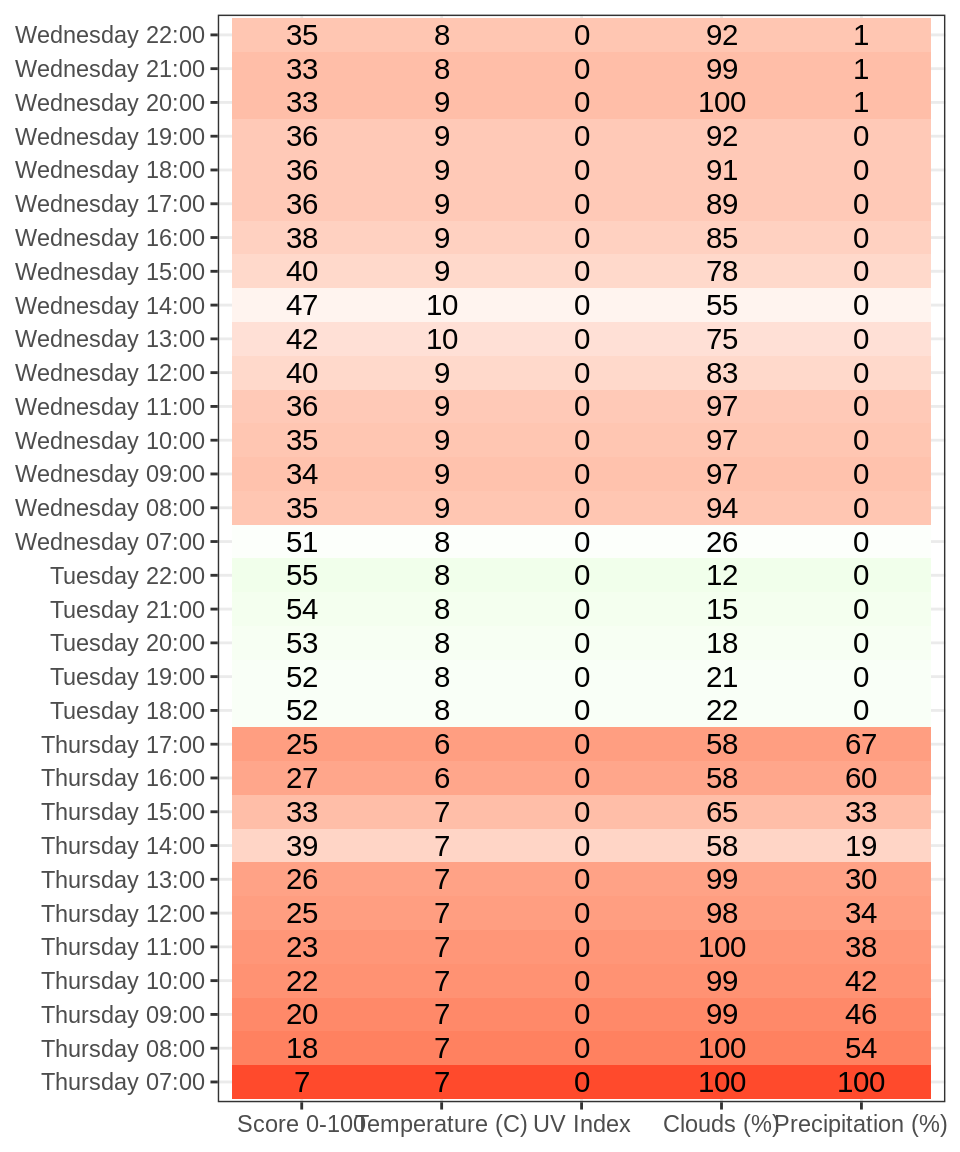 Wednesday 22:00 35 8 0 92 1
Wednesday 21:00 33 8 0 99 1
Wednesday 20:00 33 9 0 100 1
Wednesday 19:00 36 9 0 92 0
Wednesday 18:00 36 9 0 91 0
Wednesday 17:00 36 9 0 89 0
Wednesday 16:00 38 9 0 85 0
Wednesday 15:00 40 9 0 78 0
Wednesday 14:00 47 10 0 55 0
Wednesday 13:00 42 10 0 75 0
Wednesday 12:00 40 9 0 83 0
Wednesday 11:00 36 9 0 97 0
Wednesday 10:00 35 9 0 97 0
Wednesday 09:00 34 9 0 97 0
Wednesday 08:00 35 9 0 94 0
Wednesday 07:00 51 8 0 26 0
Tuesday 22:00 55 8 0 12 0
Tuesday 21:00 54 8 0 15 0
Tuesday 20:00 53 8 0 18 0
Tuesday 19:00 52 8 0 21 0
Tuesday 18:00 52 8 0 22 0
Thursday 17:00 25 6 0 58 67
Thursday 16:00 27 6 0 58 60
Thursday 15:00 33 7 0 65 33
Thursday 14:00 39 7 0 58 19
Thursday 13:00 26 7 0 99 30
Thursday 12:00 25 7 0 98 34
Thursday 11:00 23 7 0 100 38
Thursday 10:00 22 7 0 99 42
Thursday 09:00 20 7 0 99 46
Thursday 08:00 18 7 0 100 54
Thursday 07:00 7 7 0 100 100
Score 0-100 Temperature (C) UV Index Clouds (%) Precipitation (%)